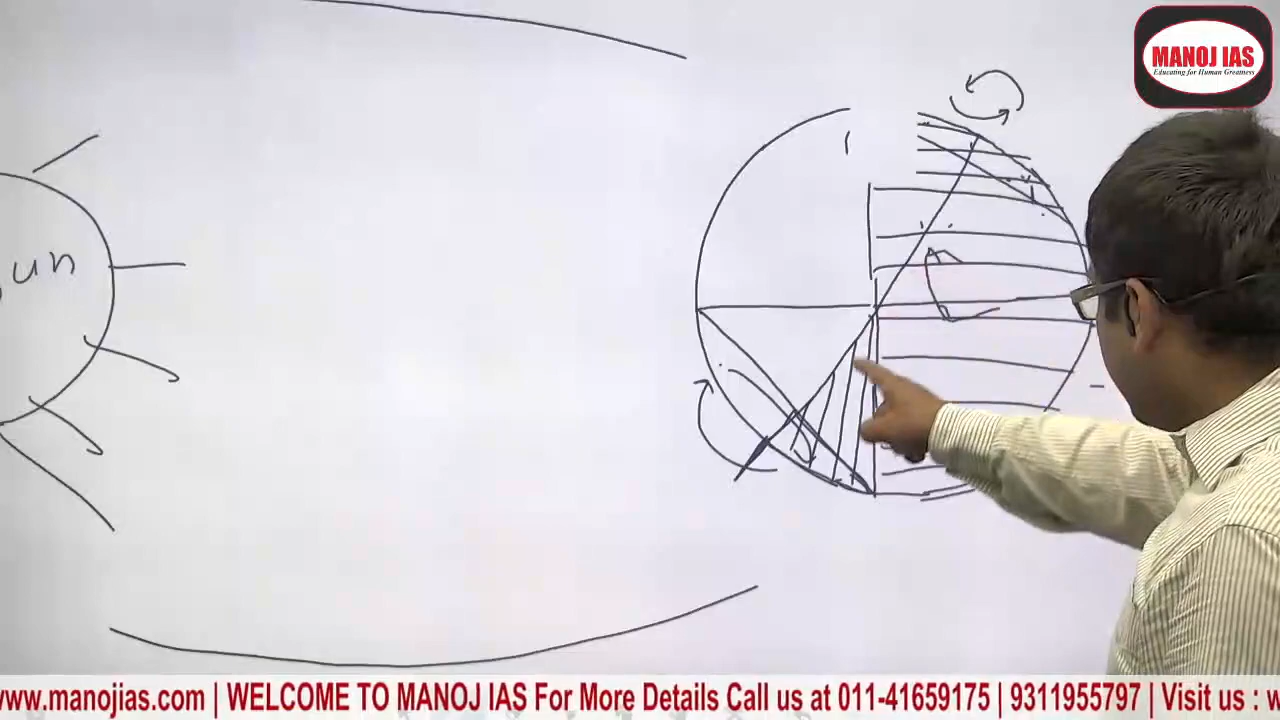 MANOJ IAS
Educating for Human Greatness
un
www.manojias.com | WELCOME TO MANOJ IAS For More Details Call us at 011-41659175 | 9311955797 | Visit us : w